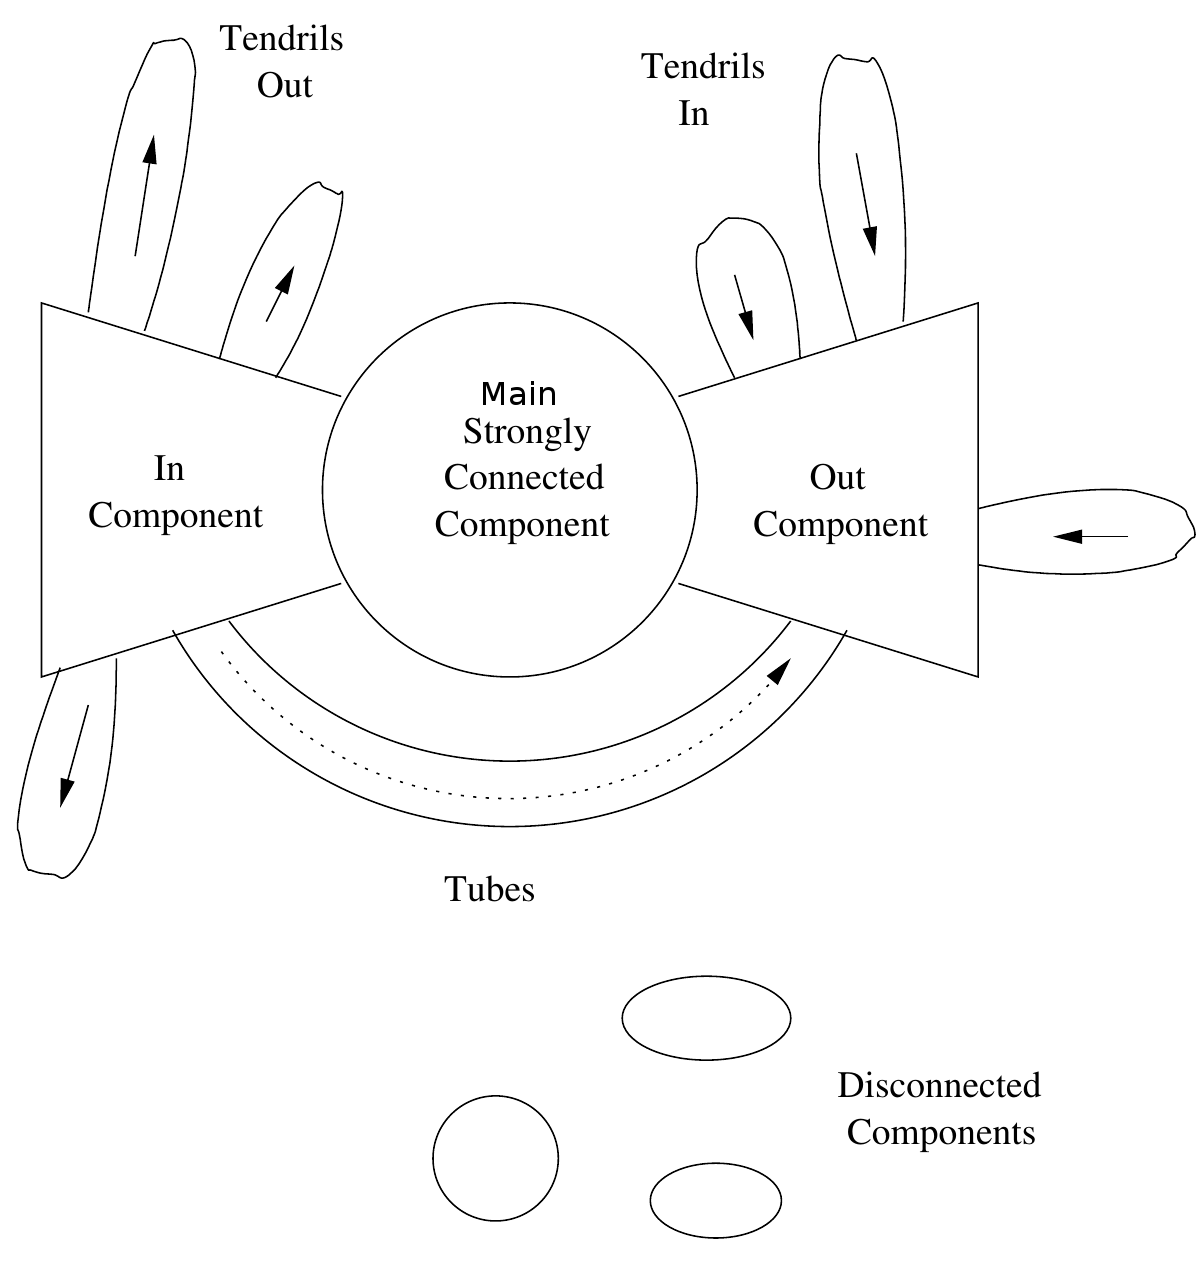 Tendrils
Out
Tendrils
In
Main
Strongly
Connected
Component
In
Component
Out
Component
Tubes
Disconnected
Components